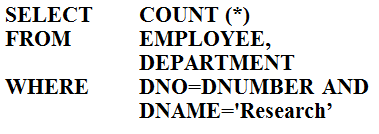 SELECT COUNT (*)
FROM EMPLOYEE,
DEPARTMENT
WHERE DNO=DNUMBER AND
DNAME='Research’